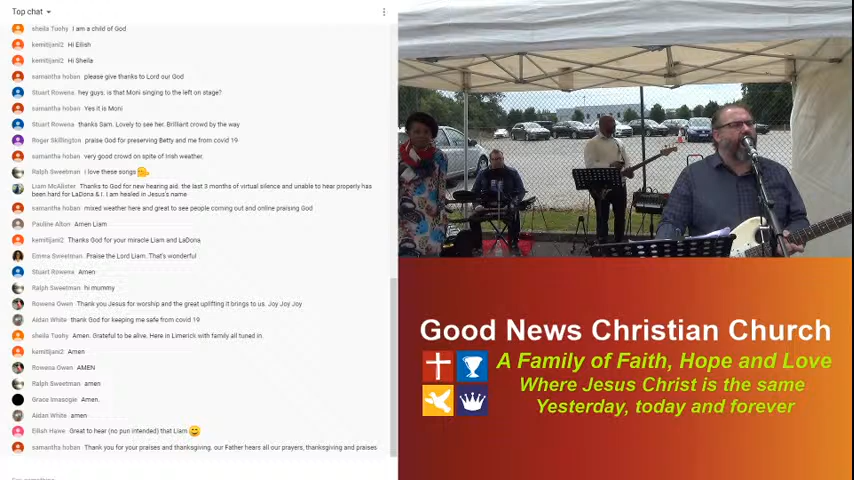 Top chat
sheila Toohy I am a child of God
kemitijani2 Hi Eilish
kemitijani2 Hi Sheila
samantha hoban please give thanks to Lord our God
Stuart Rowena hey guys. is that Moni singing to the left on stage?
samantha hoban Yes it is Moni
Stuart Rowena thanks Sam. Lovely to see her. Brilliant crowd by the way
Roger Skillington praise God for preserving Betty and me from covid 19
samantha hoban very good crowd on spite of Irish weather.
Ralph Sweetman I love these songs
Liam McAlister Thanks to God for new hearing aid. the last 3 months of virtual silence and unable to hear properly has
been hard for LaDona & I. I am healed in Jesus's name
samantha hoban mixed weather here and great to see people coming out and online praising God
Pauline Alton Amen Liam
kemitijani2 Thanks God for your miracle Liam and LaDona
Emma Sweetman Praise the Lord Liam. That's wonderful
Stuart Rowena Amen
Ralph Sweetman hi mummy
Rowena Owen Thank you Jesus for worship and the great uplifting it brings to us. Joy Joy Joy
Aidan White thank God for keeping me safe from covid 19
sheila Toohy Amen. Grateful to be alive. Here in Limerick with family all tuned in.
kemitijani2 Amen
Rowena Owen AMEN
Ralph Sweetman amen
Grace Imasogie Amen.
Aidan White amen
Eilish Hawe Great to hear (no pun intended) that Liam
samantha hoban Thank you for your praises and thanksgiving, our Father hears all our prayers, thanksgiving and praises
Good News Christian Church
A Family of Faith, Hope and Love
Where Jesus Christ is the same
Yesterday, today and forever